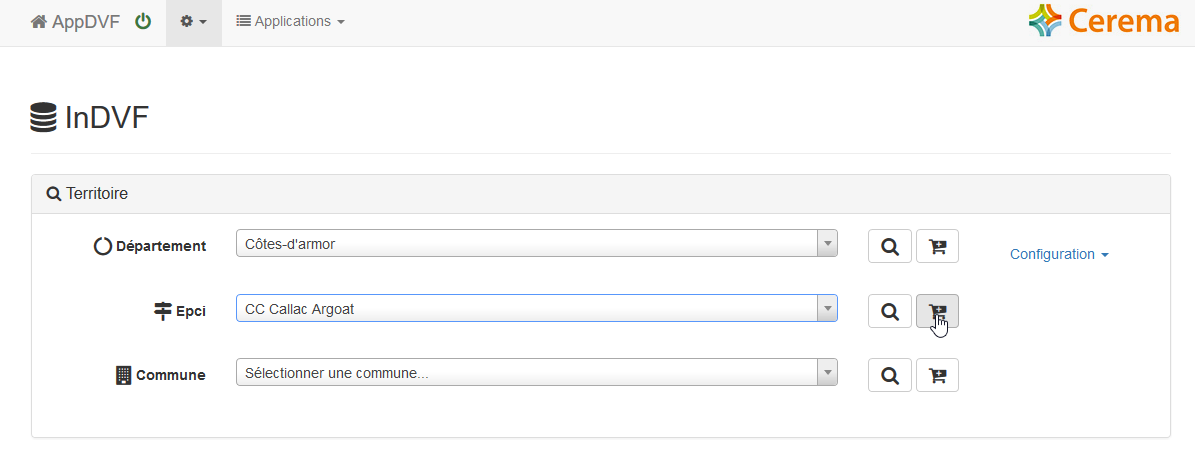 AppDVF Applications Cerema
InDVF
Territoire
Département Côtes-d'armor Configuration
Epci CC Callac Argoat
Commune Sélectionner une commune...